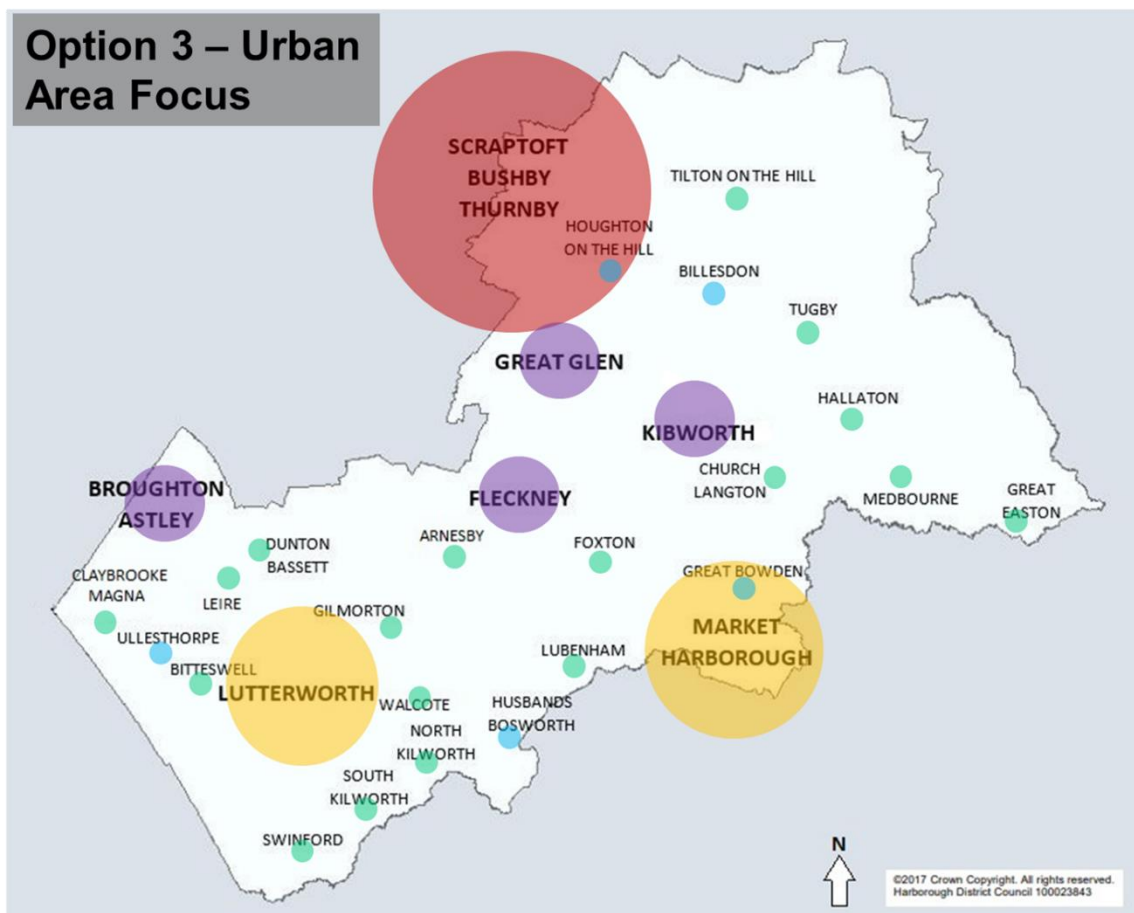 Option 3 – Urban
Area Focus
SCRAPTOFT
BUSHBY
THURNBY
TILTON ON THE HILL
HOUGHTON
ON THE HILL
BILLESDON
TUGBY
GREAT GLEN
HALLATON
KIBWORTH
CHURCH
LANGTON
MEDBOURNE
GREAT
EASTON
BROUGHTON
ASTLEY
FLECKNEY
ARNESBY
FOXTON
DUNTON
BASSETT
CLAYBROOKE
MAGNA
LEIRE
GREAT BOWDEN
GILMORTON
MARKET
HARBOROUGH
ULLESTHORPE
LUBENHAM
BITTESWELL
LUTTERWORTH
WALCOTE
HUSBANDS
BOSWORTH
NORTH
KILWORTH
SOUTH
KILWORTH
SWINFORD
N
©2017 Crown Copyright. All rights reserved.
Harborough District Council 100023843